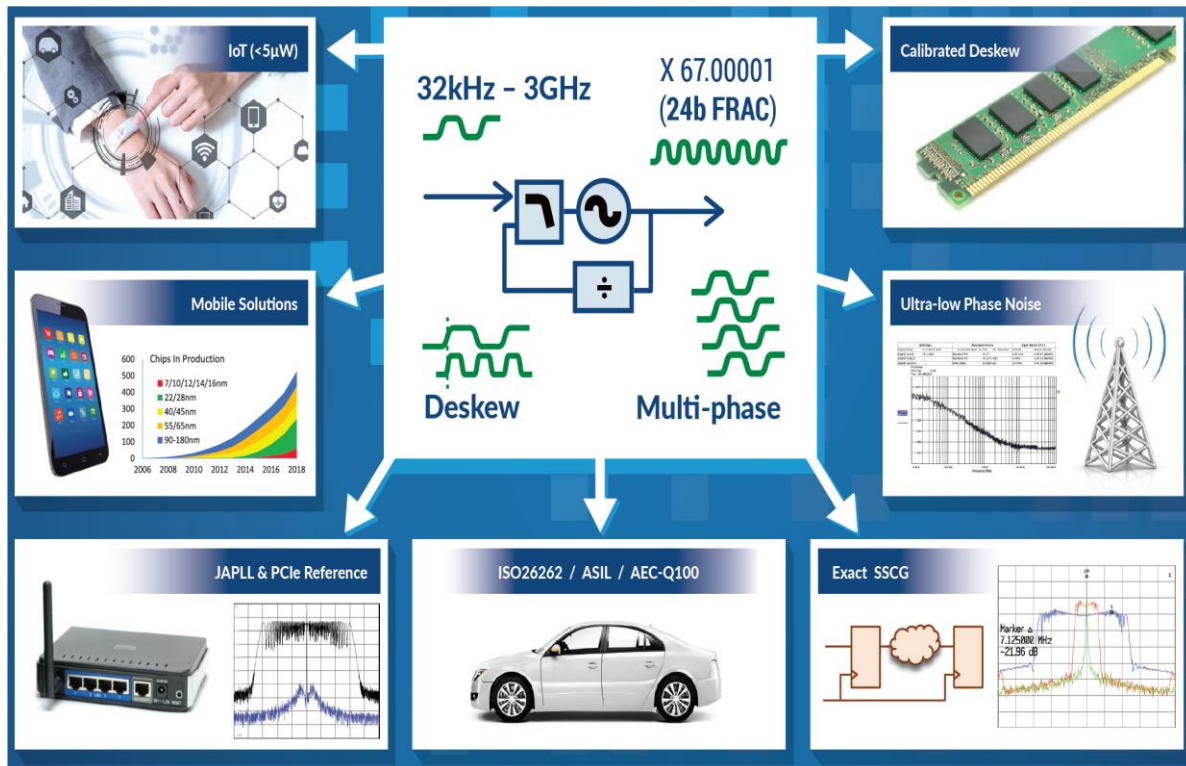 IoT (<5µW)
32kHz – 3GHz
X 67.00001
(24b FRAC)
÷
Deskew
Multi-phase
Calibrated Deskew
Mobile Solutions
600
500
400
300
200
100
0
Chips In Production
7/10/12/14/16nm
22/28nm
40/45nm
55/65nm
90-180nm
2006 2008 2010 2012 2014 2016 2018
Ultra-low Phase Noise
JAPLL & PCIe Reference
ISO26262 / ASIL / AEC-Q100
Exact SSCG
Marker Δ
7.125000 MHz
-21.96 dB